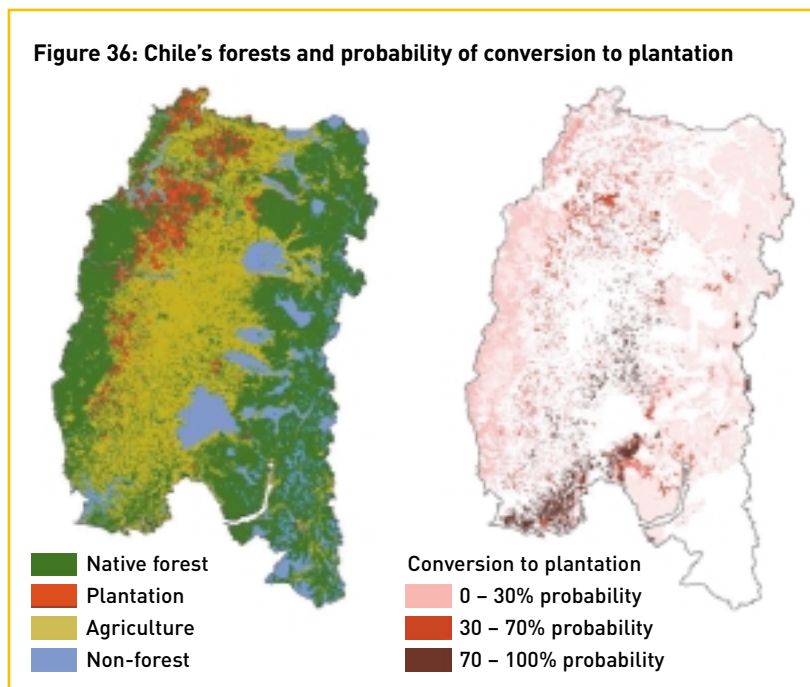 Figure 36: Chile's forests and probability of conversion to plantation
Native forest
Plantation
Agriculture
Non-forest
Conversion to plantation
0 – 30% probability
30 – 70% probability
70 – 100% probability